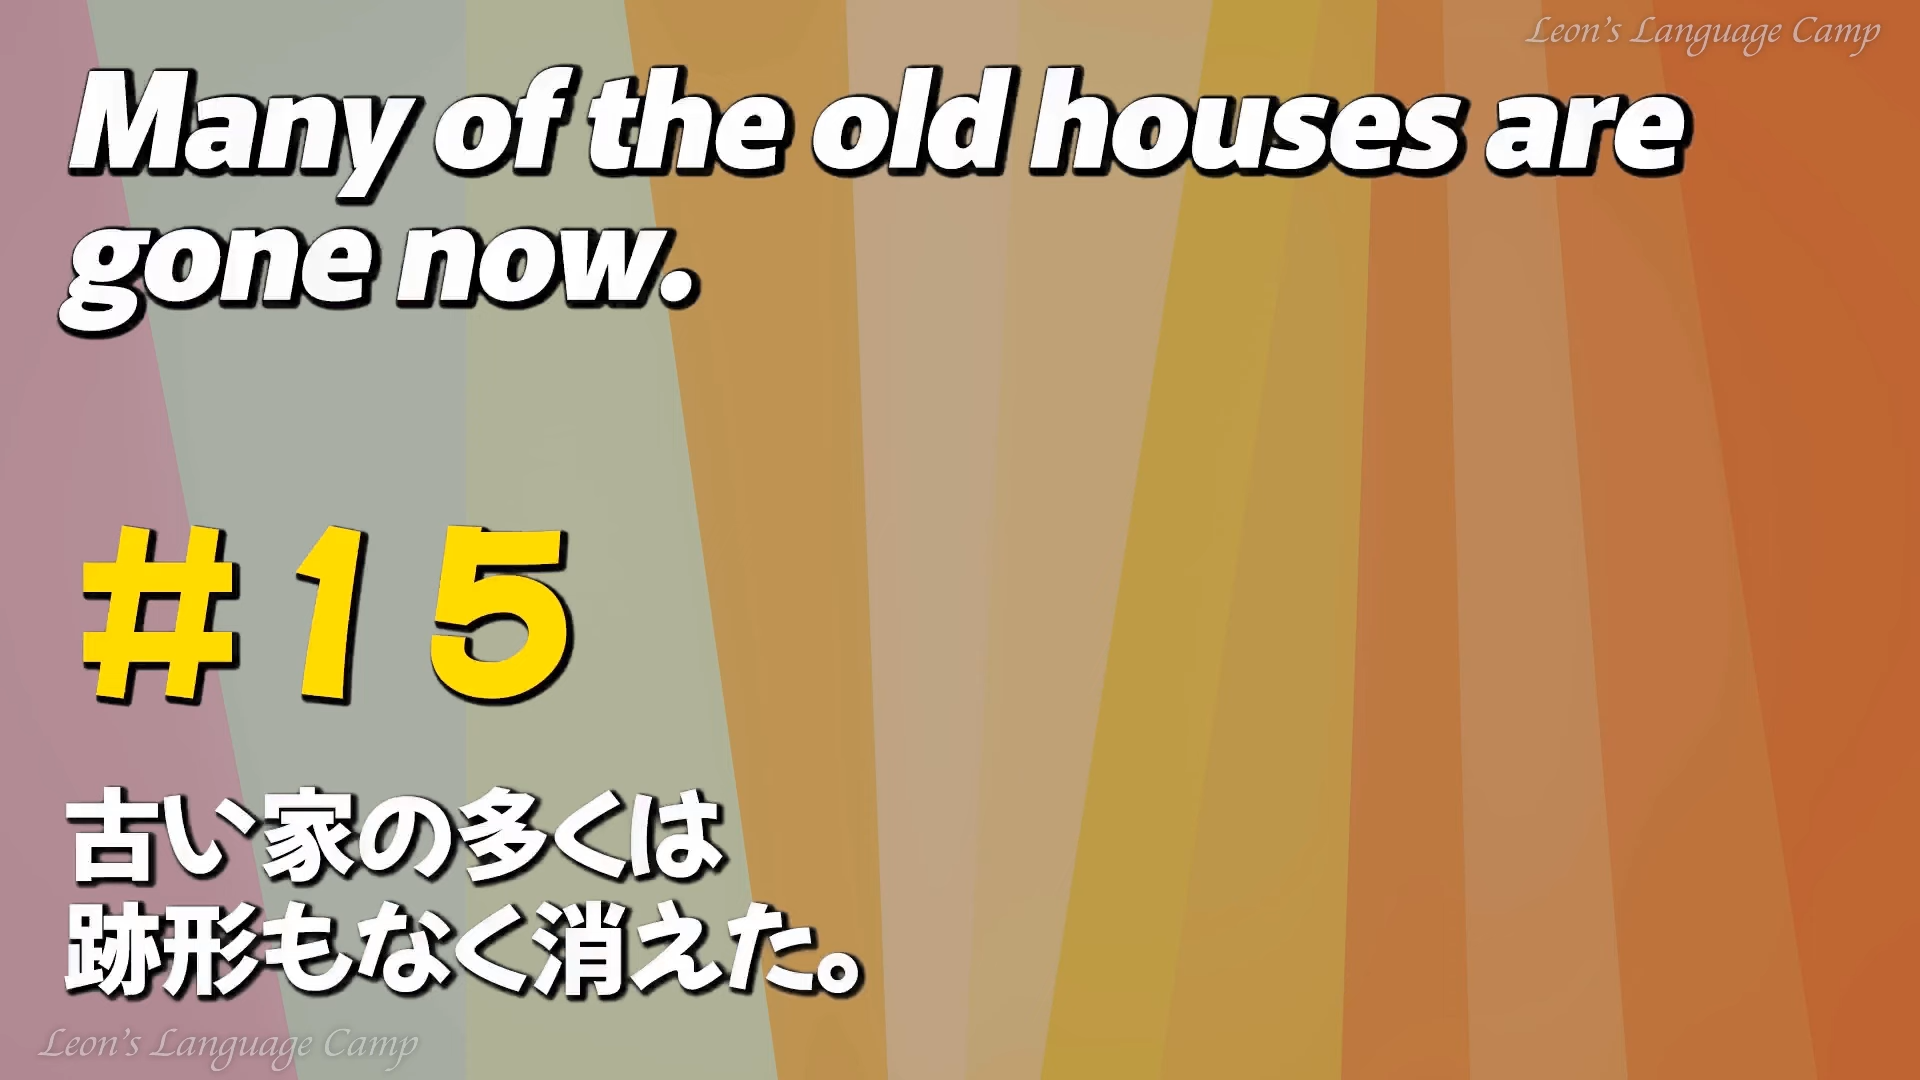 Leon's Language Camp
Many of the old houses are
gone now.
#15
古い家の多くは
跡形もなく消えた。
Leon's Language Camp